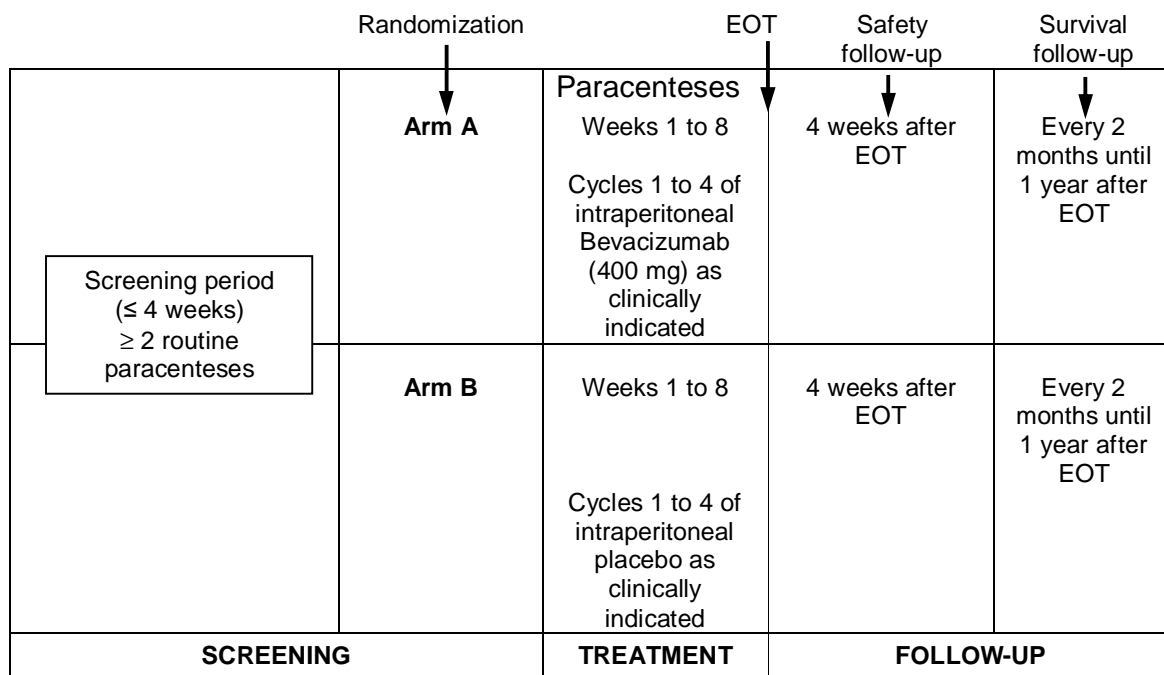 Randomization
EOT
Safety
follow-up
Survival
follow-up
Paracenteses
Arm A
Weeks 1 to 8
4 weeks after
EOT
Every 2
months until
1 year after
EOT
Cycles 1 to 4 of
intraperitoneal
Bevacizumab
(400 mg) as
clinically
indicated
Screening period
(≤ 4 weeks)
≥ 2 routine
paracenteses
Arm B
Weeks 1 to 8
4 weeks after
EOT
Every 2
months until
1 year after
EOT
Cycles 1 to 4 of
intraperitoneal
placebo as
clinically
indicated
SCREENING
TREATMENT
FOLLOW-UP